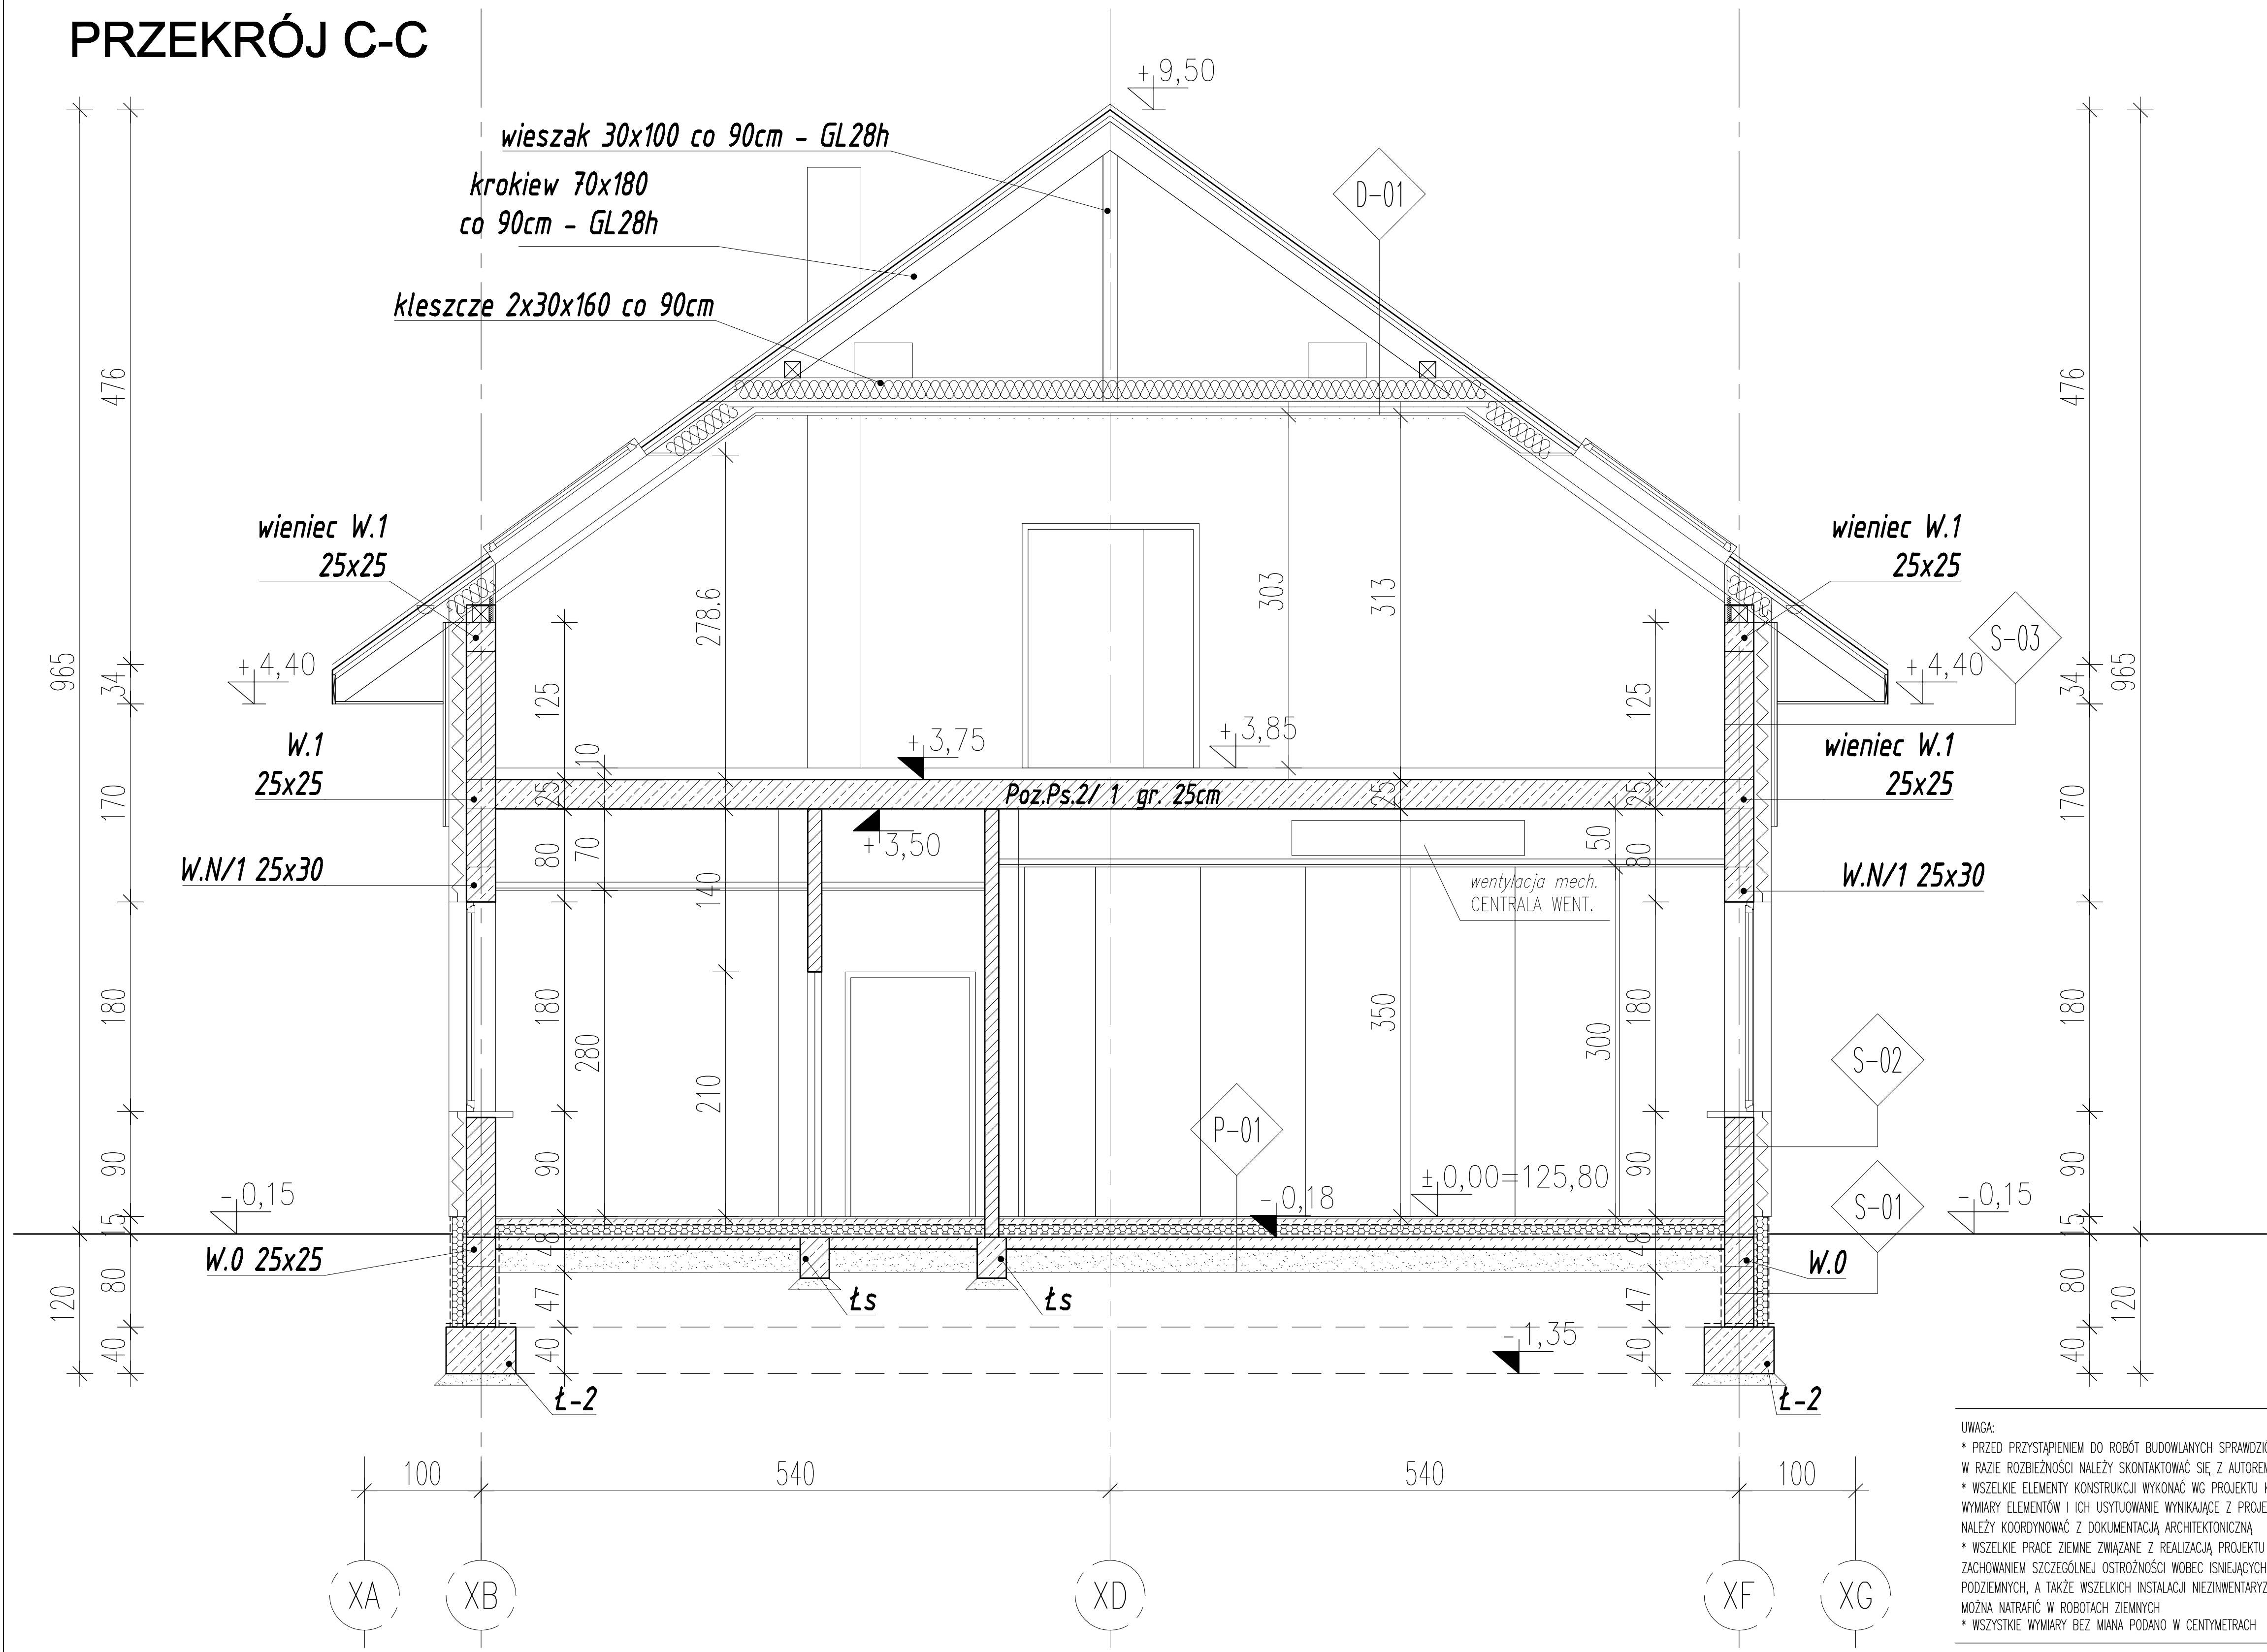 PRZEKRÓJ C-C
+9,50
wieszak 30x100 co 90cm - GL28h
krokiew 70x180
co 90cm - GL28h
D-01
kleszcze 2x30x160 co 90cm
476
476
wieniec W.1
25x25
wieniec W.1
25x25
278.6
303
313
S-03
965
34
+4,40
125
125
+4,40
34
965
W.1
25x25
10
+3,75
+3,85
wieniec W.1
25x25
170
25
Poz.Ps.2/ 1 gr. 25cm
25
25
170
80
70
+3,50
50
80
W.N/1 25x30
140
wentylacja mech.
CENTRALA WENT.
W.N/1 25x30
180
180
280
210
350
300
180
180
S-02
P-01
90
90
±0,00=125,80
90
90
-0,15
-0,18
S-01
-0,15
15
15
W.0 25x25
48
48
W.0
120
80
47
Łs
Łs
47
80
120
40
40
-1,35
40
40
Ł-2
Ł-2
100
540
540
100
XA
XB
XD
XF
XG
UWAGA:
* PRZED PRZYSTĄPIENIEM DO ROBÓT BUDOWLANYCH SPRAWDZIĆ
W RAZIE ROZBIEŻNOŚCI NALEŻY SKONTAKTOWAĆ SIĘ Z AUTOREM
* WSZELKIE ELEMENTY KONSTRUKCJI WYKONAĆ WG PROJEKTU K
WYMIARY ELEMENTÓW I ICH USYTUOWANIE WYNIKAJĄCE Z PROJE
NALEŻY KOORDYNOWAĆ Z DOKUMENTACJĄ ARCHITEKTONICZNĄ
* WSZELKIE PRACE ZIEMNE ZWIĄZANE Z REALIZACJĄ PROJEKTU
ZACHOWANIEM SZCZEGÓLNEJ OSTROŻNOŚCI WOBEC ISNIEJĄCYCH
PODZIEMNYCH, A TAKŻE WSZELKICH INSTALACJI NIEZINWENTARYZ
MOŻNA NATRAFIĆ W ROBOTACH ZIEMNYCH
* WSZYSTKIE WYMIARY BEZ MIANA PODANO W CENTYMETRACH